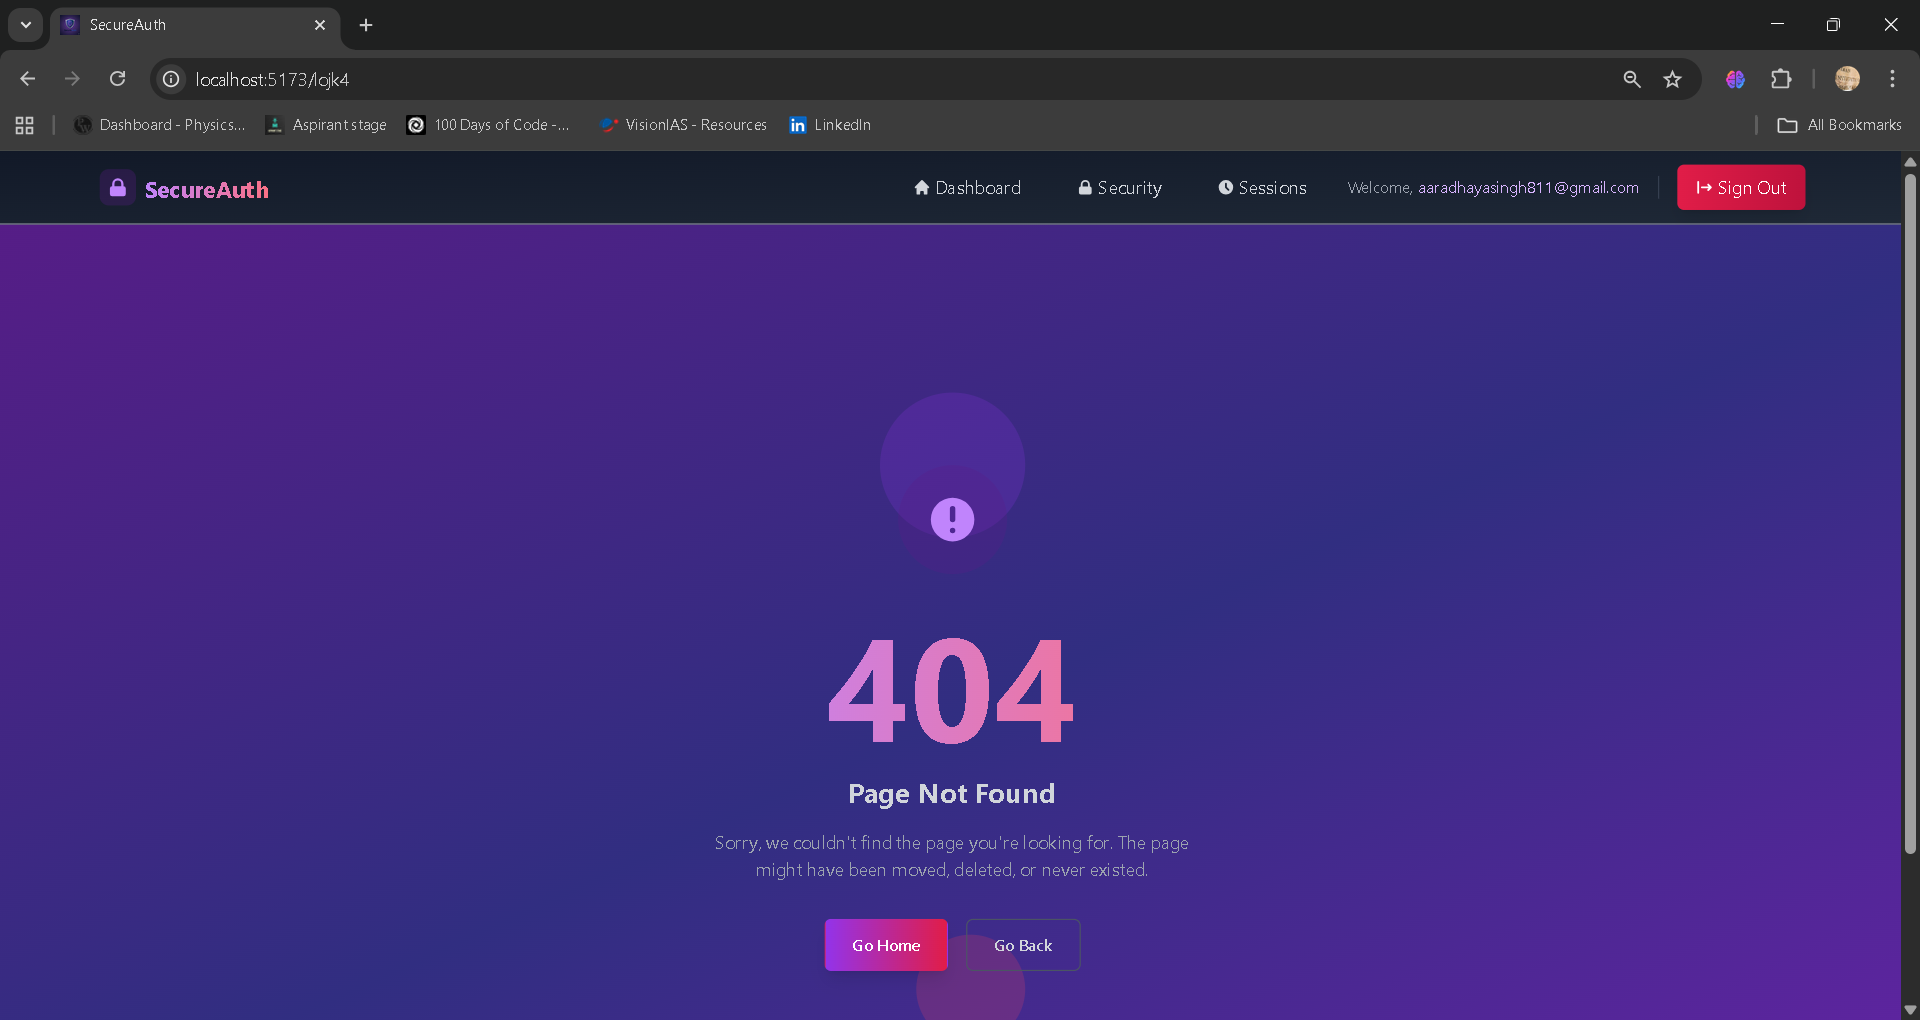 SecureAuth
localhost:5173/lojk4
Dashboard - Physics... Aspirant stage 100 Days of Code -... VisionIAS - Resources LinkedIn All Bookmarks
SecureAuth Dashboard Security Sessions Welcome, aaradhayasingh811@gmail.com Sign Out
404
Page Not Found
Sorry, we couldn't find the page you're looking for. The page
might have been moved, deleted, or never existed.
Go Home Go Back